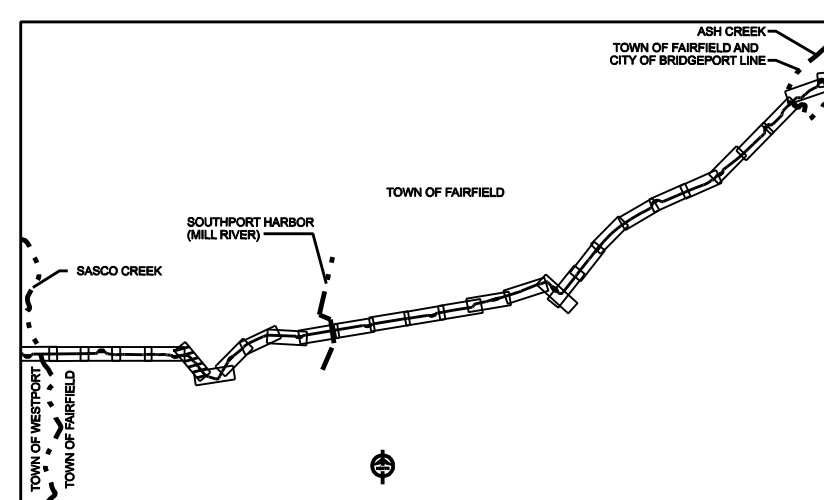 ASH CREEK
TOWN OF FAIRFIELD AND
CITY OF BRIDGEPORT LINE
TOWN OF FAIRFIELD
SOUTHPORT HARBOR
(MILL RIVER)
SASCO CREEK
TOWN OF WESTPORT
TOWN OF FAIRFIELD